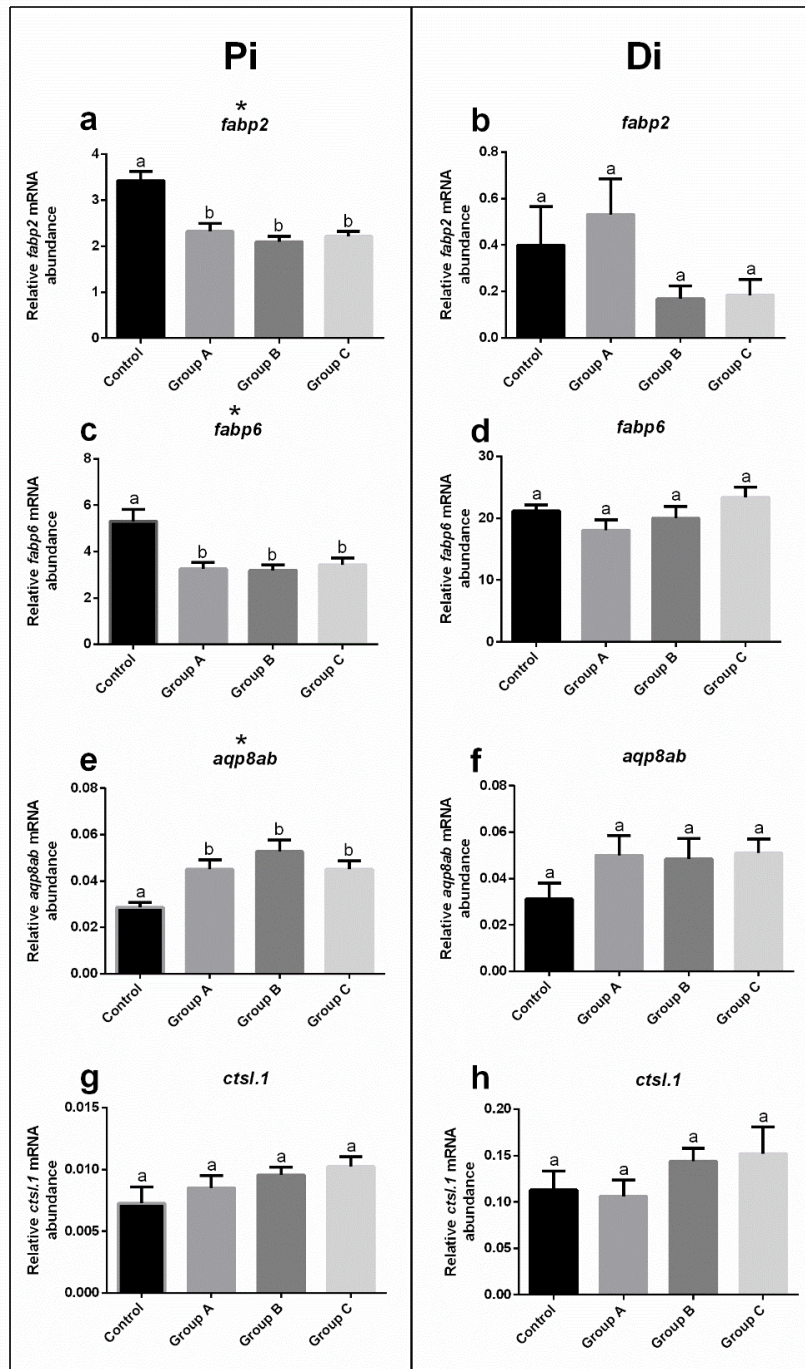 Pi
Di
a
*
fabp2
Relative fabp2 mRNA
abundance
4
3
2
1
0
a
b
b
b
Control
Group A
Group B
Group C
b
fabp2
Relative fabp2 mRNA
abundance
0.8
0.6
0.4
0.2
0.0
a
a
a
a
Control
Group A
Group B
Group C
c
*
fabp6
Relative fabp6 mRNA
abundance
8
6
4
2
0
a
b
b
b
Control
Group A
Group B
Group C
d
fabp6
Relative fabp6 mRNA
abundance
30
20
10
0
a
a
a
a
Control
Group A
Group B
Group C
e
*
aqp8ab
Relative aqp8ab mRNA
abundance
0.08
0.06
0.04
0.02
0.00
a
b
b
b
Control
Group A
Group B
Group C
f
aqp8ab
Relative aqp8ab mRNA
abundance
0.08
0.06
0.04
0.02
0.00
a
a
a
a
Control
Group A
Group B
Group C
g
ctsl.1
Relative ctsl.1 mRNA
abundance
0.015
0.010
0.005
0.000
a
a
a
a
Control
Group A
Group B
Group C
h
ctsl.1
Relative ctsl.1 mRNA
abundance
0.20
0.15
0.10
0.05
0.00
a
a
a
a
Control
Group A
Group B
Group C